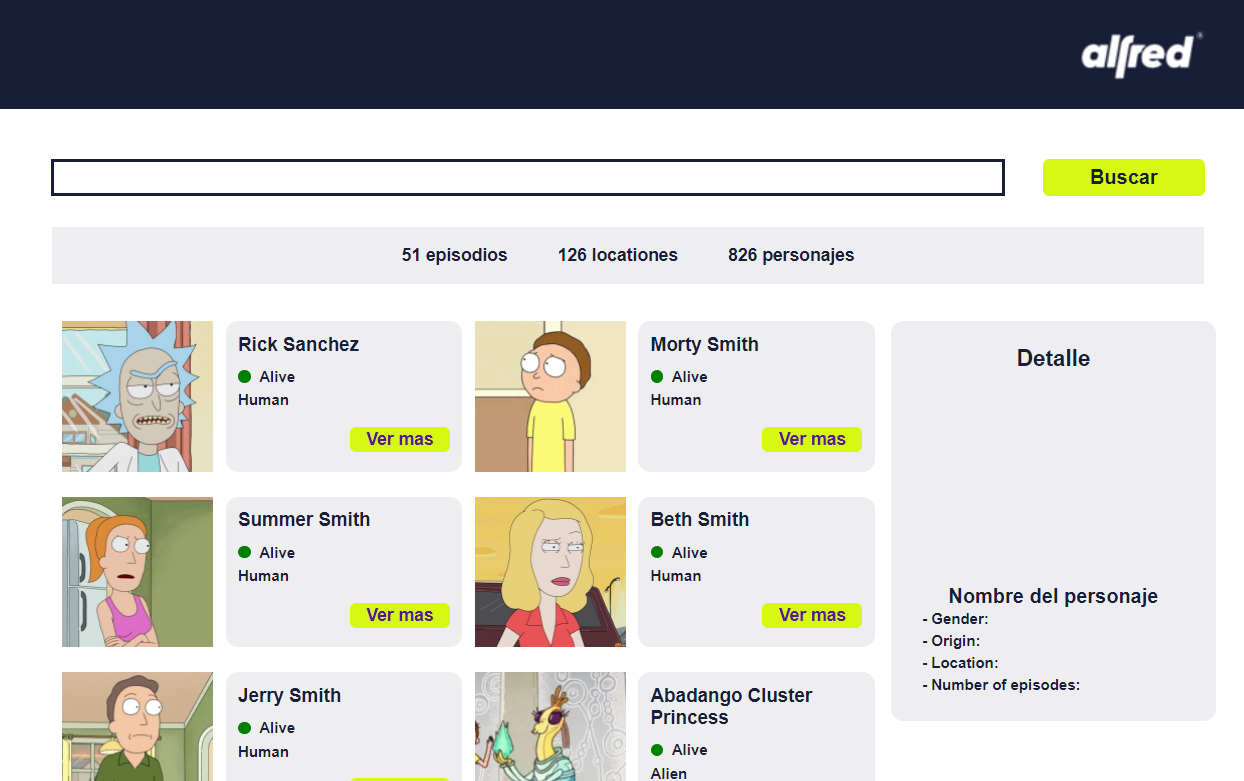 alfred®
Buscar
51 episodios 126 locationes 826 personajes
Rick Sanchez
Alive
Human
Ver mas
Morty Smith
Alive
Human
Ver mas
Summer Smith
Alive
Human
Ver mas
Beth Smith
Alive
Human
Ver mas
Jerry Smith
Alive
Human
Abadango Cluster
Princess
Alive
Alien
Detalle
Nombre del personaje
- Gender:
- Origin:
- Location:
- Number of episodes: